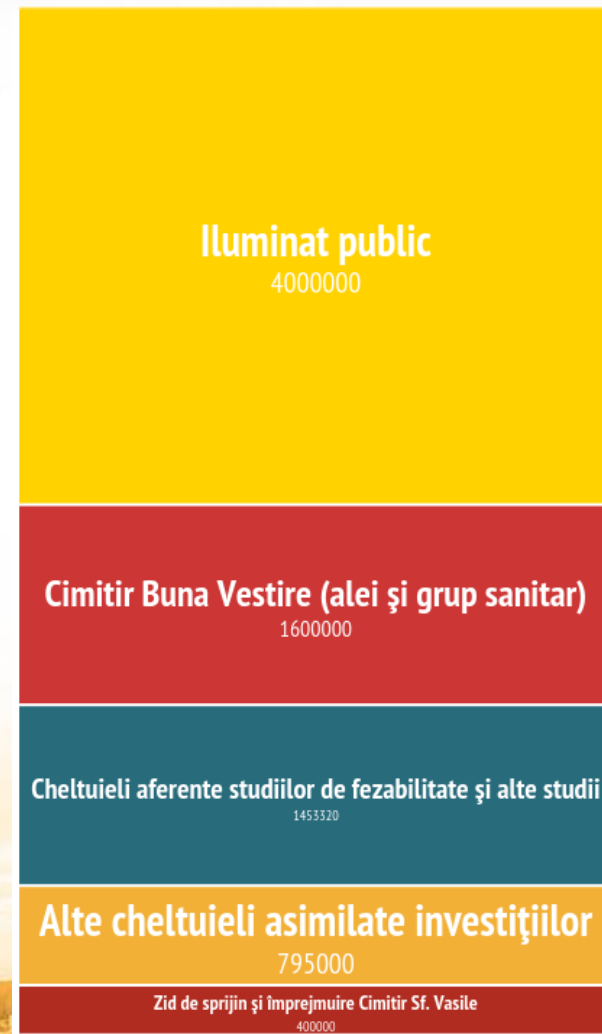 Iluminat public
4000000
Cimitir Buna Vestire (alei şi grup sanitar)
1600000
Cheltuieli aferente studiilor de fezabilitate şi alte studii
1453320
Alte cheltuieli asimilate investiţiilor
795000
Zid de sprijin şi împrejmuire Cimitir Sf. Vasile
400000